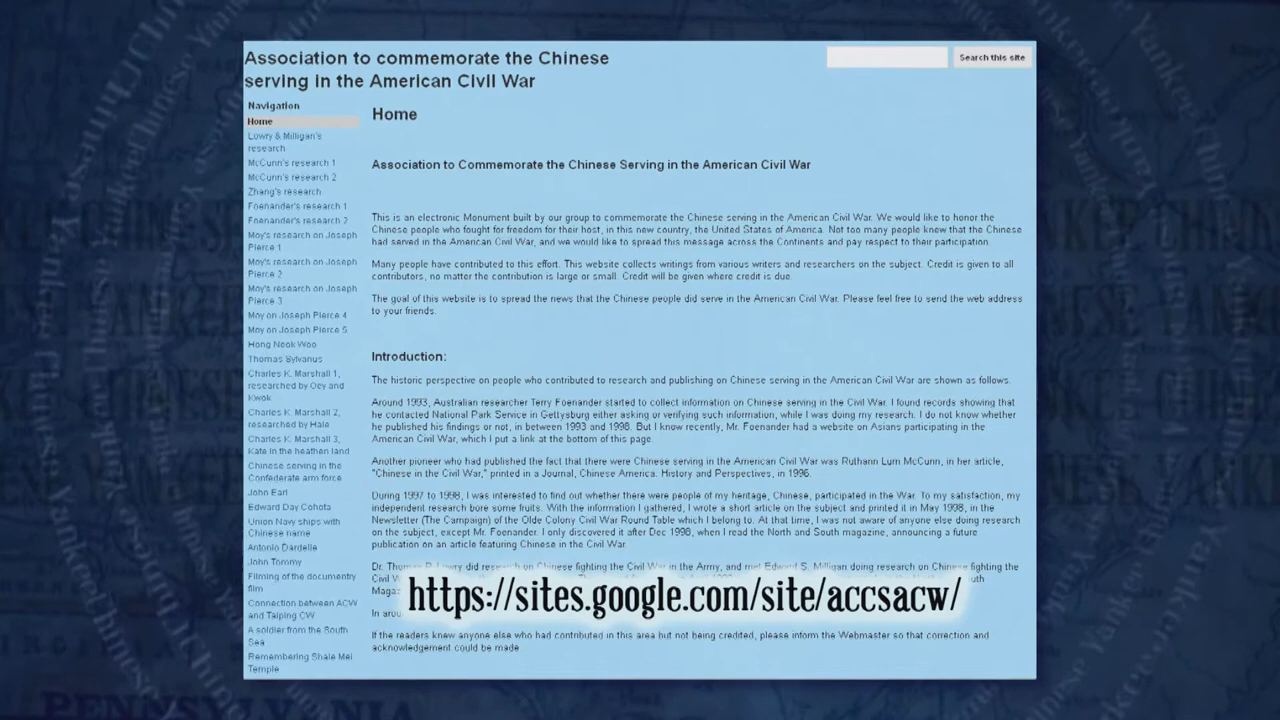 Association to commemorate the Chinese
serving in the American Civil War
Search this site
Navigation
Home
Lowry & Milligan's
research
McCunn's research 1
McCunn's research 2
Zhang's research
Foenander's research 1
Foenander's research 2
Moy's research on Joseph
Pierce 1
Moy's research on Joseph
Pierce 2
Moy's research on Joseph
Pierce 3
Moy on Joseph Pierce 4
Moy on Joseph Pierce 5
Hong Neok Woo
Thomas Sylvanus
Charles K. Marshall 1,
researched by Oey and
Kwok
Charles K. Marshall 2,
researched by Hale
Charles K. Marshall 3,
Kate in the heathen land
Chinese serving in the
Confederate arm force
John Earl
Edward Day Cohota
Union Navy ships with
Chinese name
Antonio Dardelle
John Tommy
Filming of the documentry
film
Connection between ACW
and Taiping CW
A soldier from the South
Sea
Remembering Shale Mei
Temple
Home
Association to Commemorate the Chinese Serving in the American Civil War
This is an electronic Monument built by our group to commemorate the Chinese serving in the American Civil War. We would like to honor the
Chinese people who fought for freedom for their host, in this new country, the United States of America. Not too many people knew that the Chinese
had served in the American Civil War, and we would like to spread this message across the Continents and pay respect to their participation.
Many people have contributed to this effort. This website collects writings from various writers and researchers on the subject. Credit is given to all
contributors, no matter the contribution is large or small. Credit will be given where credit is due.
The goal of this website is to spread the news that the Chinese people did serve in the American Civil War. Please feel free to send the web address
to your friends.
Introduction:
The historic perspective on people who contributed to research and publishing on Chinese serving in the American Civil War are shown as follows.
Around 1993, Australian researcher Terry Foenander started to collect information on Chinese serving in the Civil War. I found records showing that
he contacted National Park Service in Gettysburg either asking or verifying such information, while I was doing my research. I do not know whether
he published his findings or not, in between 1993 and 1998. But I know recently, Mr. Foenander had a website on Asians participating in the
American Civil War, which I put a link at the bottom of this page.
Another pioneer who had published the fact that there were Chinese serving in the American Civil War was Ruthann Lum McCunn, in her article,
"Chinese in the Civil War," printed in a Journal, Chinese America: History and Perspectives, in 1996.
During 1997 to 1998, I was interested to find out whether there were people of my heritage, Chinese, participated in the War. To my satisfaction, my
independent research bore some fruits. With the information I gathered, I wrote a short article on the subject and printed it in May 1998, in the
Newsletter (The Campaign) of the Olde Colony Civil War Round Table which I belong to. At that time, I was not aware of anyone else doing research
on the subject, except Mr. Foenander. I only discovered it after Dec 1998, when I read the North and South magazine, announcing a future
publication on an article featuring Chinese in the Civil War.
Dr. Thomas P. Lowry did research on Chinese fighting the Civil War in the Army, and met Edward S. Milligan doing research on Chinese fighting the
https://sites.google.com/site/accsacw/
If the readers knew anyone else who had contributed in this area but not being credited, please inform the Webmaster so that correction and
acknowledgement could be made
PENNSYLVANIA